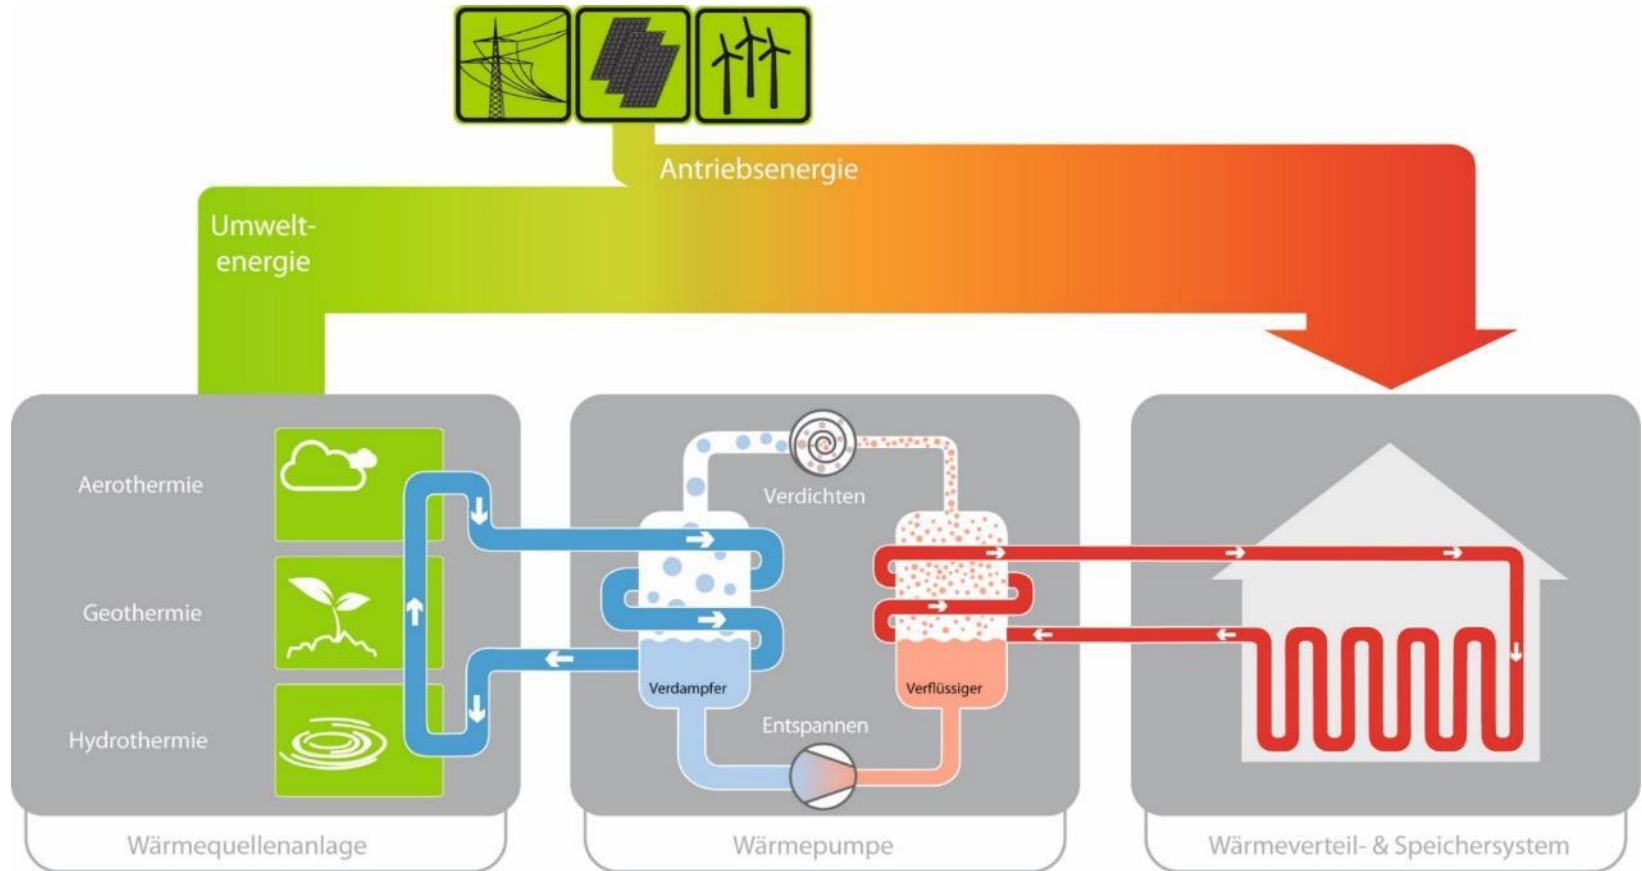 Antriebsenergie
Umwelt-
energie
Aerothermie
Geothermie
Hydrothermie
Verdichten
Verdampfer
Verflüssiger
Entspannen
Wärmequellenanlage
Wärmepumpe
Wärmeverteil- & Speichersystem